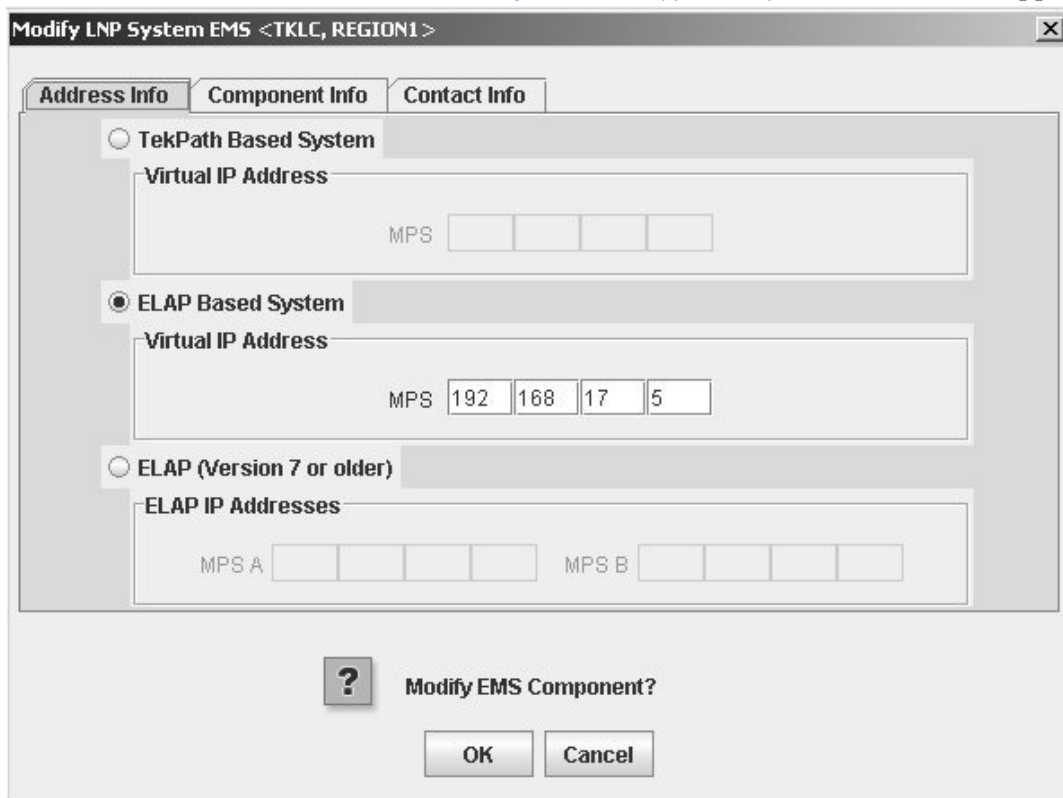 Modify LNP System EMS <TKLC, REGION1>
Address Info Component Info Contact Info
TekPath Based System
Virtual IP Address
MPS
ELAP Based System
Virtual IP Address
MPS 192 168 17 5
ELAP (Version 7 or older)
ELAP IP Addresses
MPS A MPS B
? Modify EMS Component?
OK Cancel